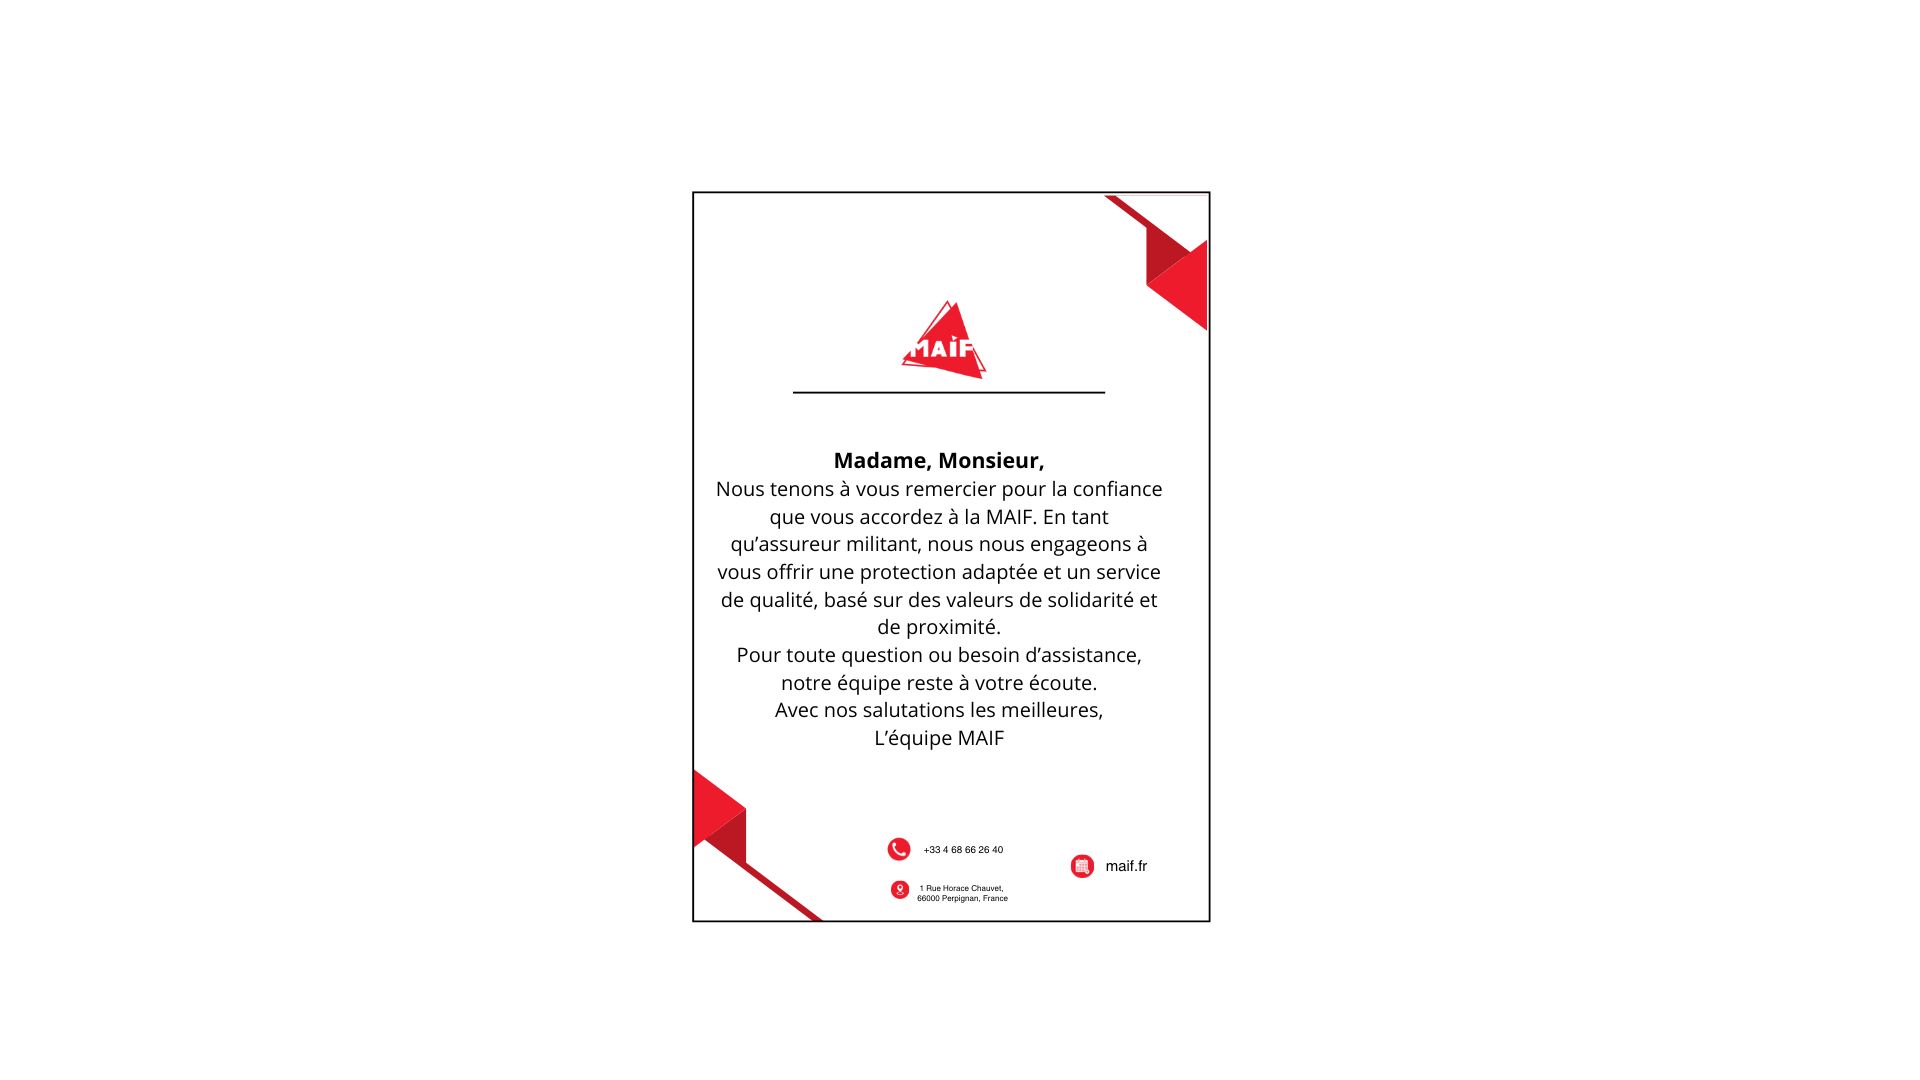 MAIF
Madame, Monsieur,
Nous tenons à vous remercier pour la confiance
que vous accordez à la MAIF. En tant
qu’assureur militant, nous nous engageons à
vous offrir une protection adaptée et un service
de qualité, basé sur des valeurs de solidarité et
de proximité.
Pour toute question ou besoin d’assistance,
notre équipe reste à votre écoute.
Avec nos salutations les meilleures,
L’équipe MAIF
+33 4 68 66 26 40
maif.fr
1 Rue Horace Chauvet,
66000 Perpignan, France